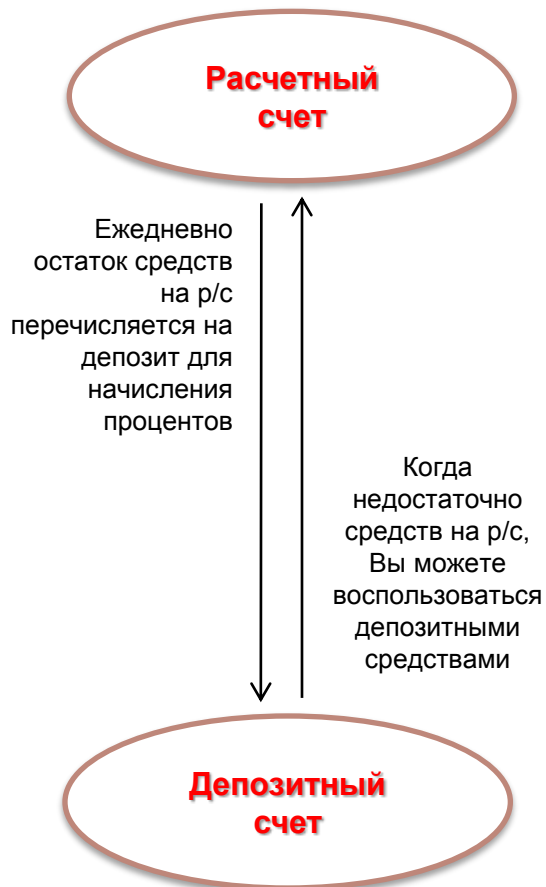 Расчетный
счет
Ежедневно
остаток средств
на р/с
перечисляется на
депозит для
начисления
процентов
Когда
недостаточно
средств на р/с,
Вы можете
воспользоваться
депозитными
средствами
Депозитный
счет